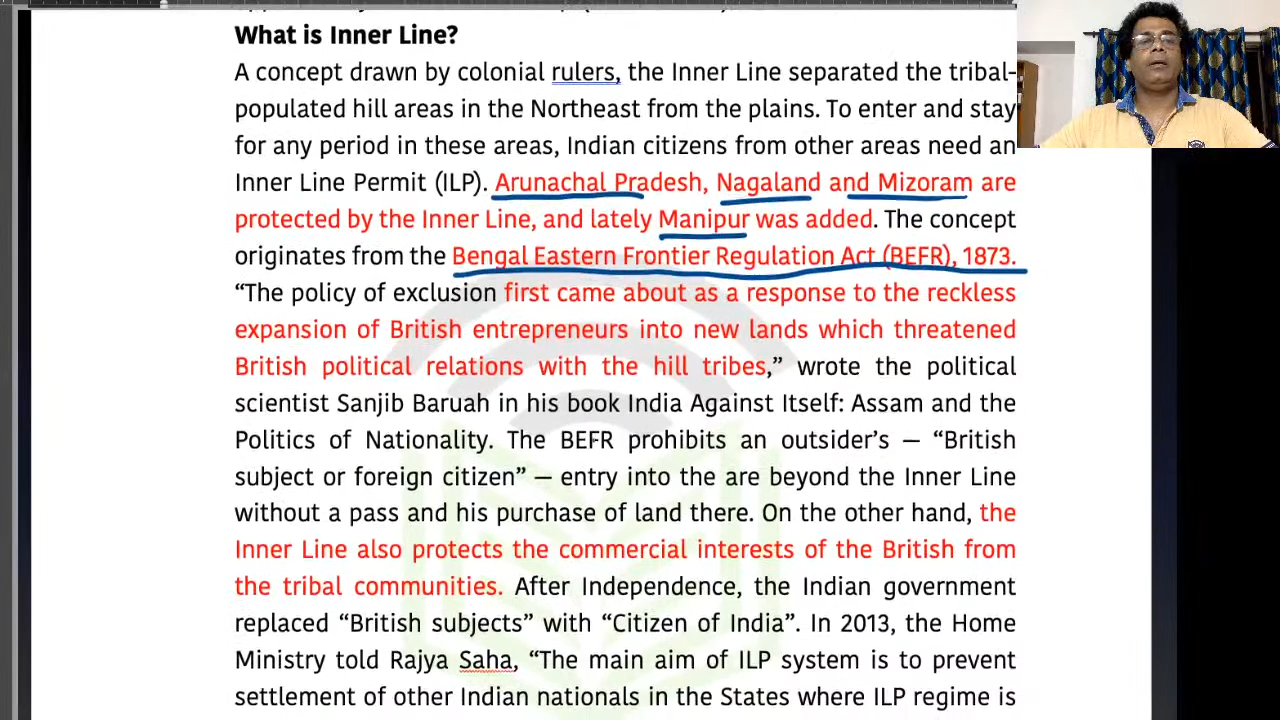 What is Inner Line?
A concept drawn by colonial rulers, the Inner Line separated the tribal-
populated hill areas in the Northeast from the plains. To enter and stay
for any period in these areas, Indian citizens from other areas need an
Inner Line Permit (ILP). Arunachal Pradesh, Nagaland and Mizoram are
protected by the Inner Line, and lately Manipur was added. The concept
originates from the Bengal Eastern Frontier Regulation Act (BEFR), 1873.
“The policy of exclusion first came about as a response to the reckless
expansion of British entrepreneurs into new lands which threatened
British political relations with the hill tribes,” wrote the political
scientist Sanjib Baruah in his book India Against Itself: Assam and the
Politics of Nationality. The BEFR prohibits an outsider’s — “British
subject or foreign citizen” — entry into the are beyond the Inner Line
without a pass and his purchase of land there. On the other hand, the
Inner Line also protects the commercial interests of the British from
the tribal communities. After Independence, the Indian government
replaced “British subjects” with “Citizen of India”. In 2013, the Home
Ministry told Rajya Saha, “The main aim of ILP system is to prevent
settlement of other Indian nationals in the States where ILP regime is